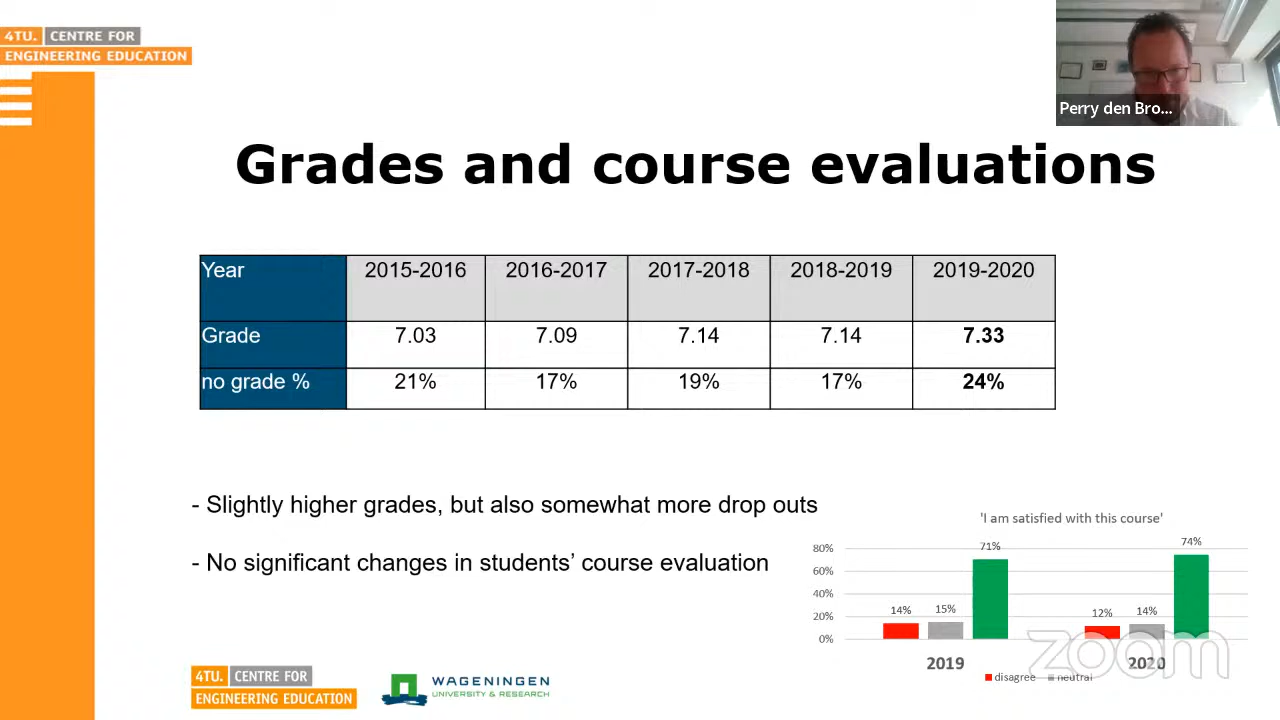 4TU. CENTRE FOR
ENGINEERING EDUCATION
Perry den Bro...
Grades and course evaluations
Year 2015-2016 2016-2017 2017-2018 2018-2019 2019-2020
Grade 7.03 7.09 7.14 7.14 7.33
no grade % 21% 17% 19% 17% 24%
- Slightly higher grades, but also somewhat more drop outs
- No significant changes in students’ course evaluation
'I am satisfied with this course'
80%
60%
40%
20%
0%
14% 15% 71% 12% 14% 74%
2019 2020
disagree neutral
zoom
4TU. CENTRE FOR
ENGINEERING EDUCATION
WAGENINGEN
UNIVERSITY & RESEARCH